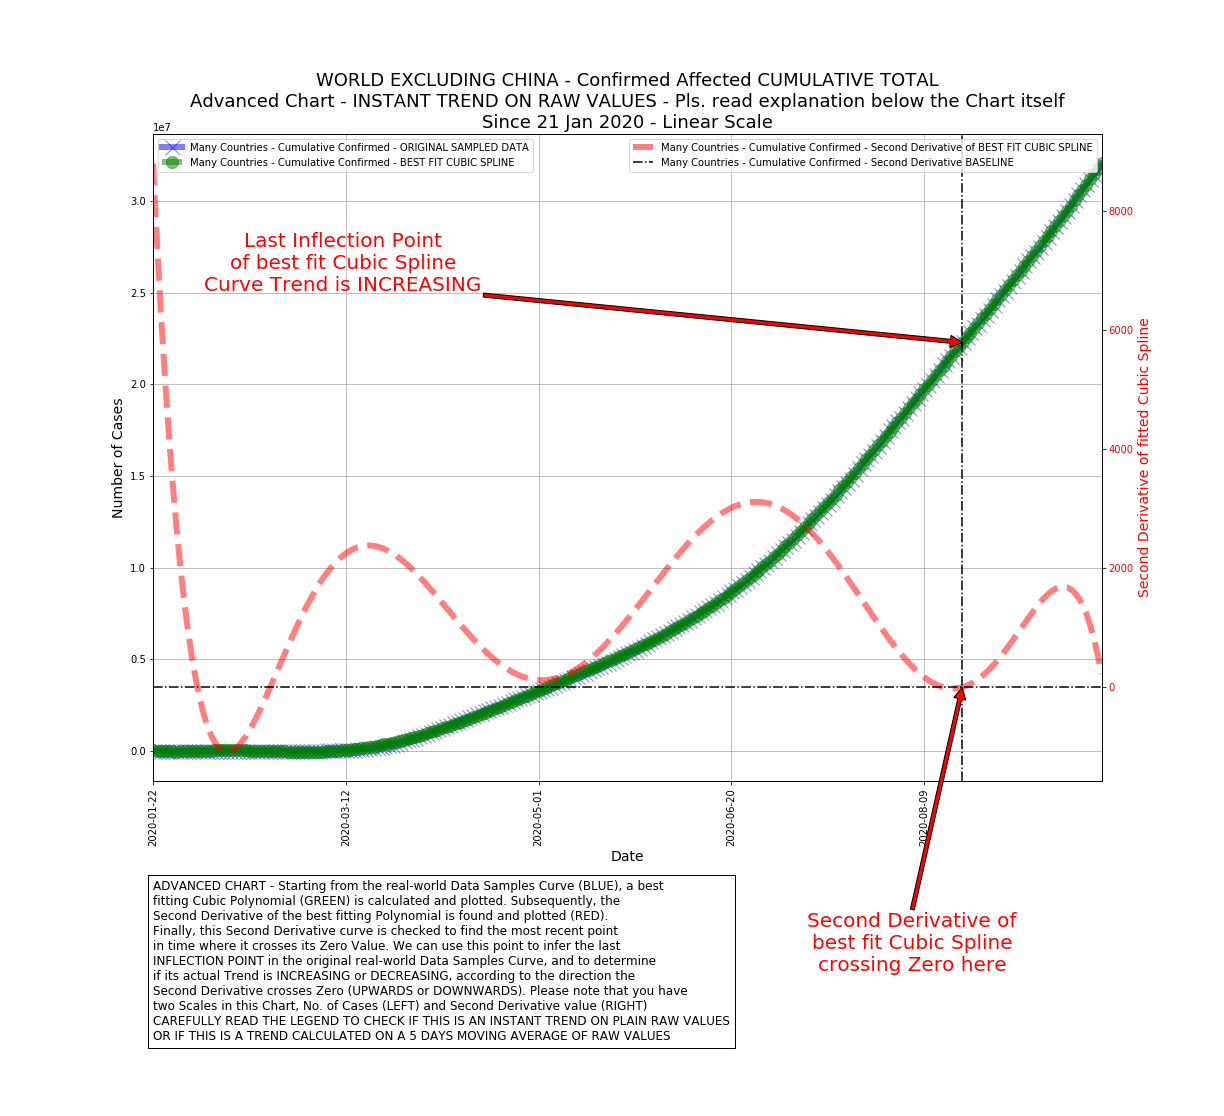 WORLD EXCLUDING CHINA - Confirmed Affected CUMULATIVE TOTAL
Advanced Chart - INSTANT TREND ON RAW VALUES - Pls. read explanation below the Chart itself
Since 21 Jan 2020 - Linear Scale
1e7
Many Countries - Cumulative Confirmed - ORIGINAL SAMPLED DATA
Many Countries - Cumulative Confirmed - BEST FIT CUBIC SPLINE
Many Countries - Cumulative Confirmed - Second Derivative of BEST FIT CUBIC SPLINE
Many Countries - Cumulative Confirmed - Second Derivative BASELINE
Last Inflection Point
of best fit Cubic Spline
Curve Trend is INCREASING
3.0
2.5
2.0
1.5
1.0
0.5
0.0
Number of Cases
8000
6000
4000
2000
0
Second Derivative of fitted Cubic Spline
2020-01-22
2020-03-12
2020-05-01
2020-06-20
2020-08-09
Date
ADVANCED CHART - Starting from the real-world Data Samples Curve (BLUE), a best
fitting Cubic Polynomial (GREEN) is calculated and plotted. Subsequently, the
Second Derivative of the best fitting Polynomial is found and plotted (RED).
Finally, this Second Derivative curve is checked to find the most recent point
in time where it crosses its Zero Value. We can use this point to infer the last
INFLECTION POINT in the original real-world Data Samples Curve, and to determine
if its actual Trend is INCREASING or DECREASING, according to the direction the
Second Derivative crosses Zero (UPWARDS or DOWNWARDS). Please note that you have
two Scales in this Chart, No. of Cases (LEFT) and Second Derivative value (RIGHT)
CAREFULLY READ THE LEGEND TO CHECK IF THIS IS AN INSTANT TREND ON PLAIN RAW VALUES
OR IF THIS IS A TREND CALCULATED ON A 5 DAYS MOVING AVERAGE OF RAW VALUES
Second Derivative of
best fit Cubic Spline
crossing Zero here